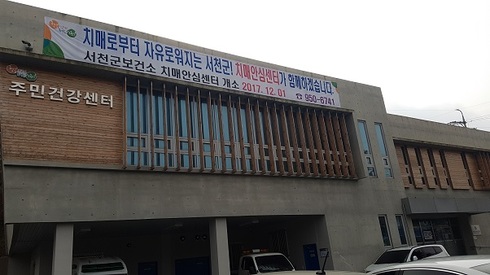 치매로부터 자유로워지는 서천군! 치매안심센터가 함께하겠습니다.
서천군보건소 치매안심센터 개소 2017. 12. 01 ☎ 950-6741
주민건강센터